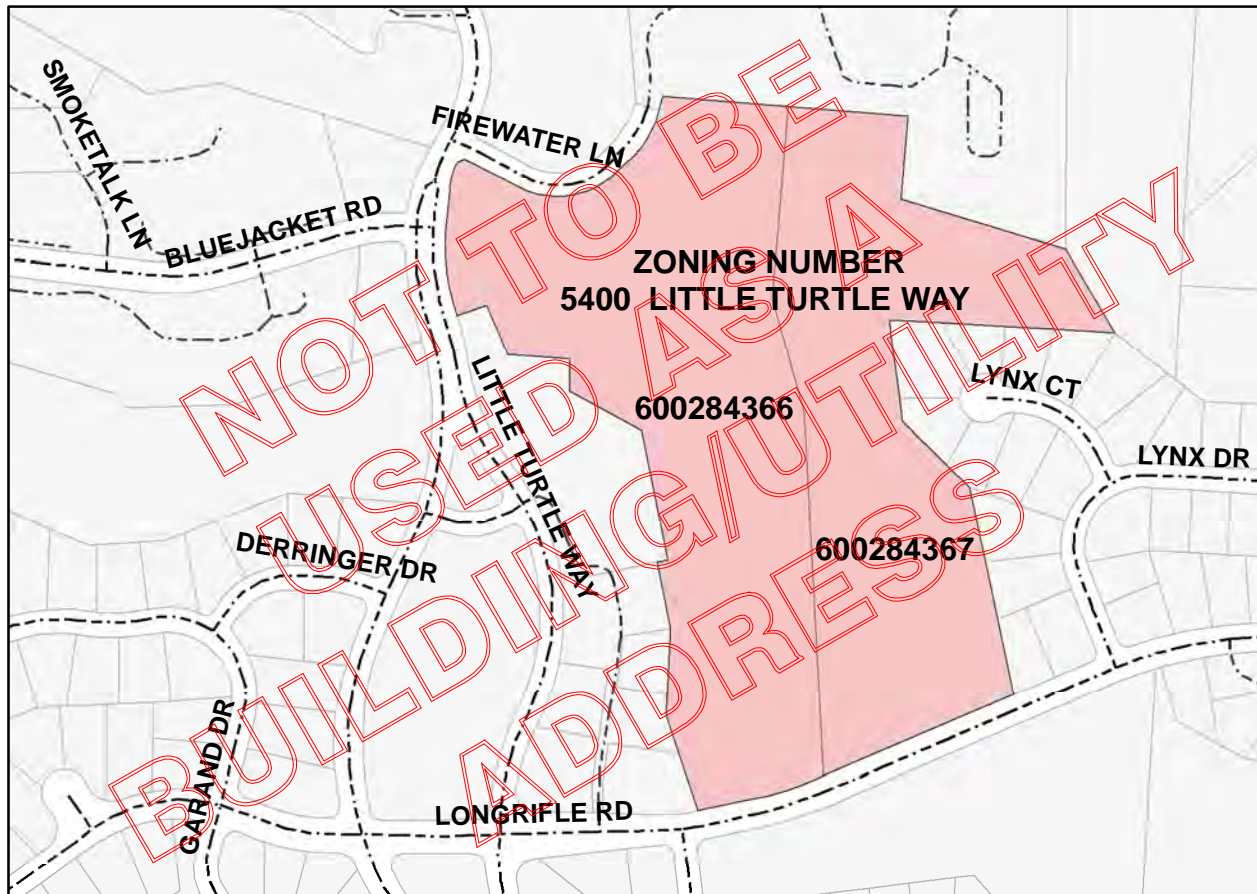 SMOKETALK LN
FIREWATER LN
BLUEJACKET RD
ZONING NUMBER
5400 LITTLE TURTLE WAY
LITTLE TURTLE WAY
LYNX CT
600284366
LYNX DR
DERRINGER DR
600284367
GARAND DR
LONGRIFLE RD
NOT TO BE
USED AS A
BUILDING/UTILITY
ADDRESS